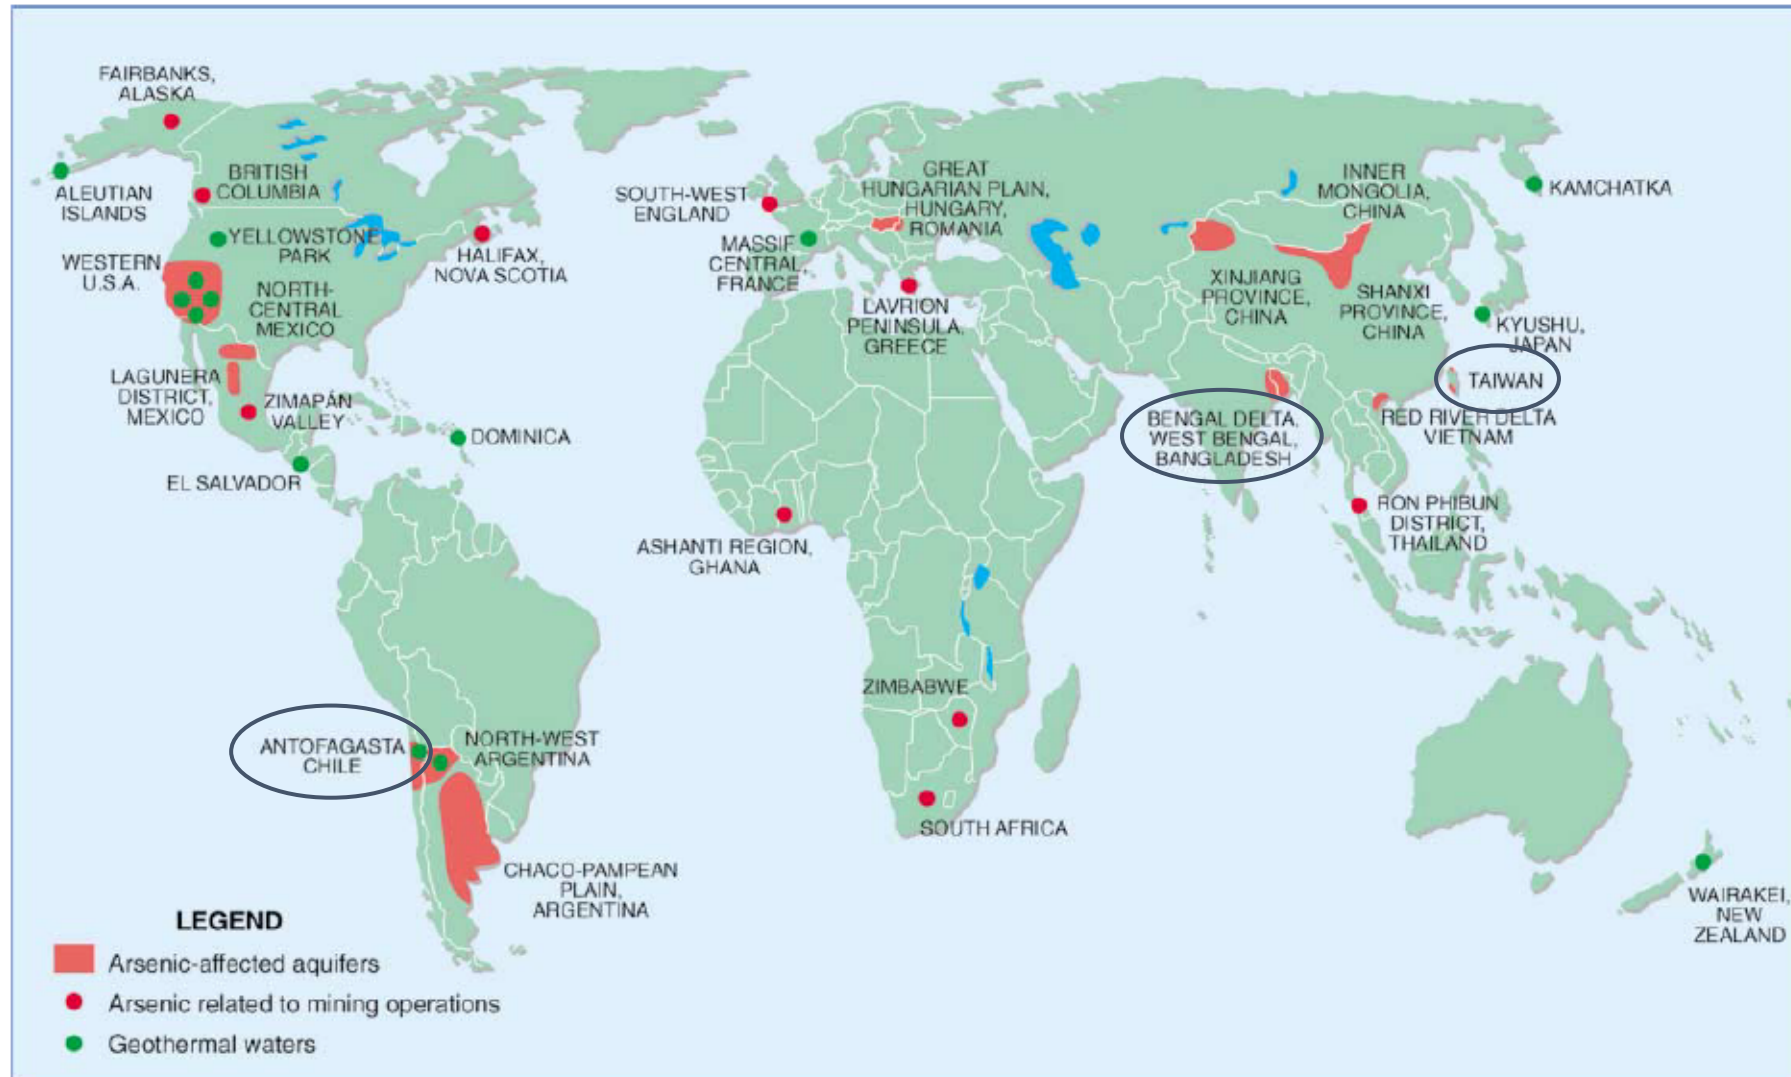 FAIRBANKS,
ALASKA
ALEUTIAN
ISLANDS
BRITISH
COLUMBIA
YELLOWSTONE
PARK
HALIFAX,
NOVA SCOTIA
WESTERN
U.S.A.
NORTH-
CENTRAL
MEXICO
LAGUNERA
DISTRICT,
MEXICO
ZIMAPÁN
VALLEY
DOMINICA
EL SALVADOR
SOUTH-WEST
ENGLAND
GREAT
HUNGARIAN PLAIN,
HUNGARY,
ROMANIA
MASSIF
CENTRAL,
FRANCE
LAVRION
PENINSULA,
GREECE
INNER
MONGOLIA,
CHINA
KAMCHATKA
XINJIANG
PROVINCE,
CHINA
SHANXI
PROVINCE,
CHINA
KYUSHU,
JAPAN
TAIWAN
BENGAL DELTA,
WEST BENGAL,
BANGLADESH
RED RIVER DELTA
VIETNAM
RON PHIBUN
DISTRICT,
THAILAND
ASHANTI REGION,
GHANA
ZIMBABWE
SOUTH AFRICA
ANTOFAGASTA
CHILE
NORTH-WEST
ARGENTINA
CHACO-PAMPEAN
PLAIN,
ARGENTINA
WAIRAKEI,
NEW
ZEALAND
LEGEND
Arsenic-affected aquifers
Arsenic related to mining operations
Geothermal waters